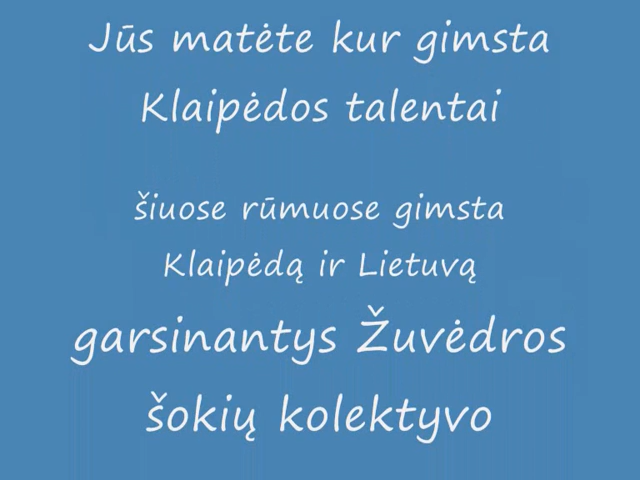 Jūs matėte kur gimsta
Klaipėdos talentai
šiuose rūmuose gimsta
Klaipėdą ir Lietuvą
garsinantys Žuvėdros
šokių kolektyvo